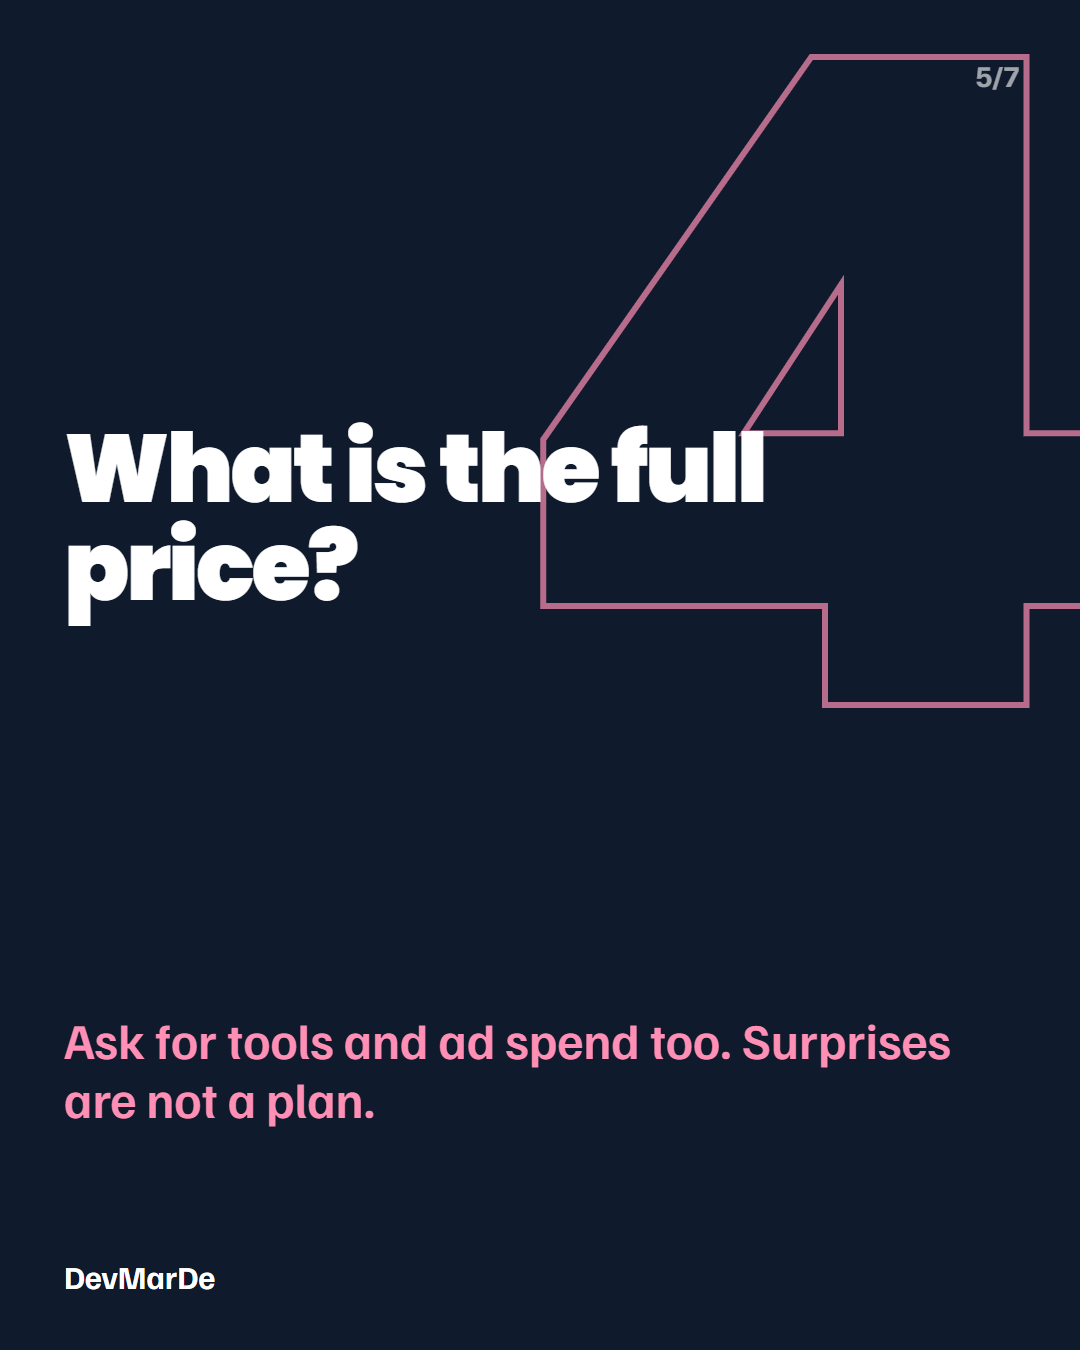 5/7
4
What is the full
price?
Ask for tools and ad spend too. Surprises
are not a plan.
DevMarDe